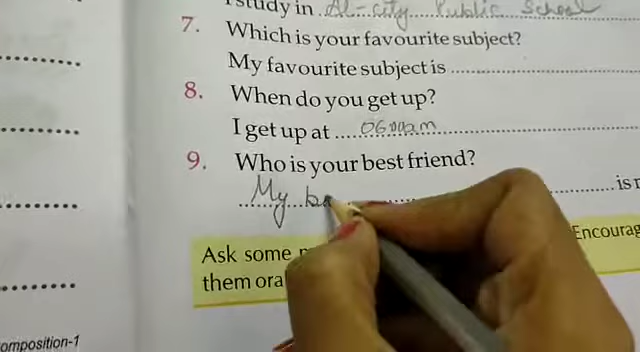 I study in Al-city Public School
7. Which is your favourite subject?
My favourite subject is
8. When do you get up?
I get up at 06:00am
9. Who is your best friend?
My is
Ask some
them ora
Encourag
omposition-1